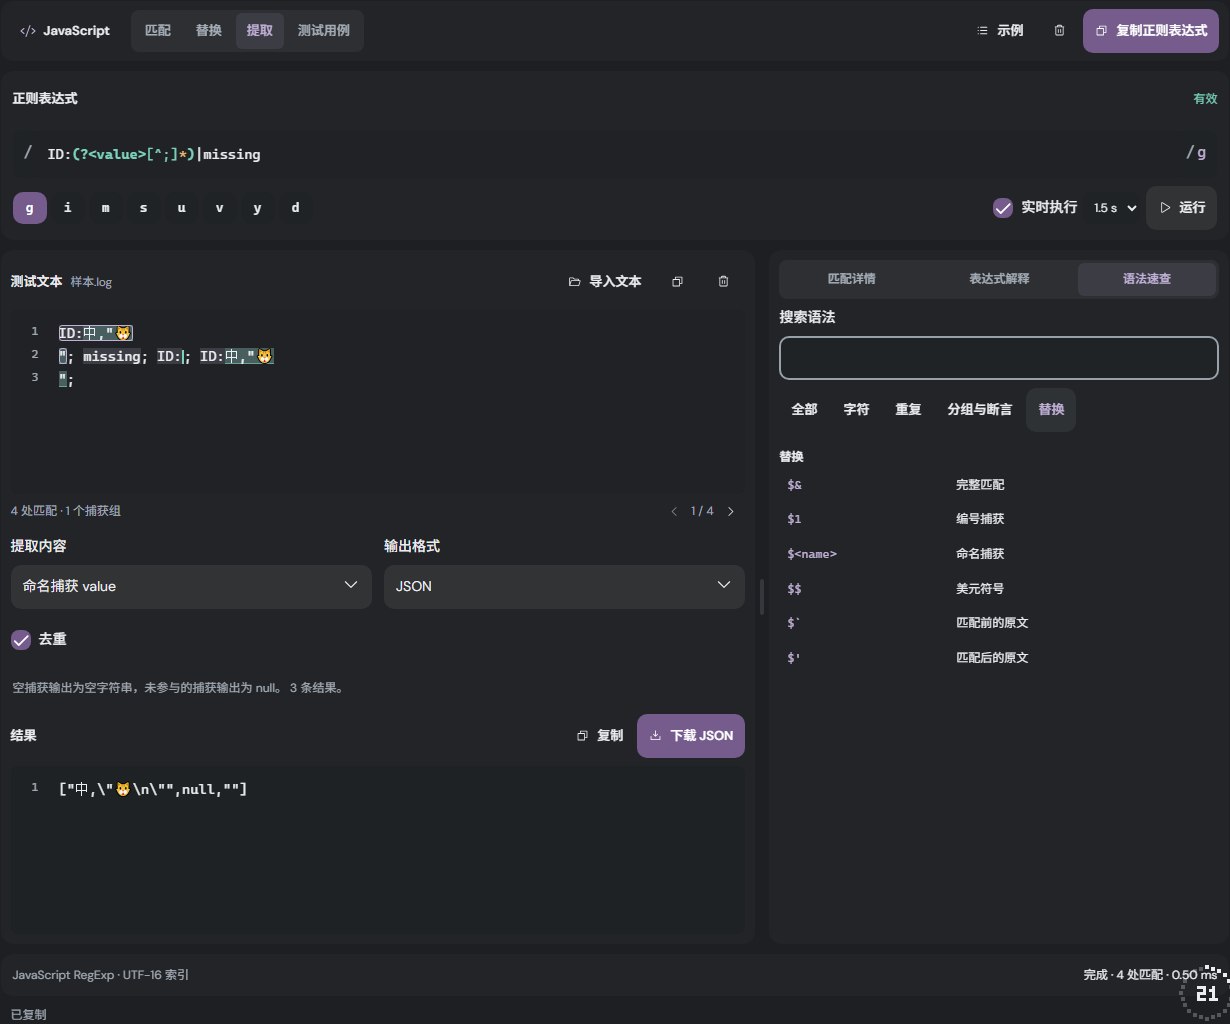 </> JavaScript 匹配 替换 提取 测试用例 示例 复制正则表达式
正则表达式 有效
/ ID:(?<value>[^;]*)|missing /g
g i m s u v y d 实时执行 1.5 s 运行
测试文本 样本.log 导入文本
1 ID:中,"🐯
2 "; missing; ID:; ID:中,"🐯
3 ";
4 处匹配 · 1 个捕获组 1 / 4
提取内容 输出格式
命名捕获 value JSON
去重
空捕获输出为空字符串，未参与的捕获输出为 null。 3 条结果。
结果 复制 下载 JSON
1 ["中,\"🐯\n\"",null,""]
匹配详情 表达式解释 语法速查
搜索语法
全部 字符 重复 分组与断言 替换
替换
$& 完整匹配
$1 编号捕获
$<name> 命名捕获
$$ 美元符号
$` 匹配前的原文
$' 匹配后的原文
JavaScript RegExp · UTF-16 索引 完成 · 4 处匹配 · 0.50 ms
21
已复制